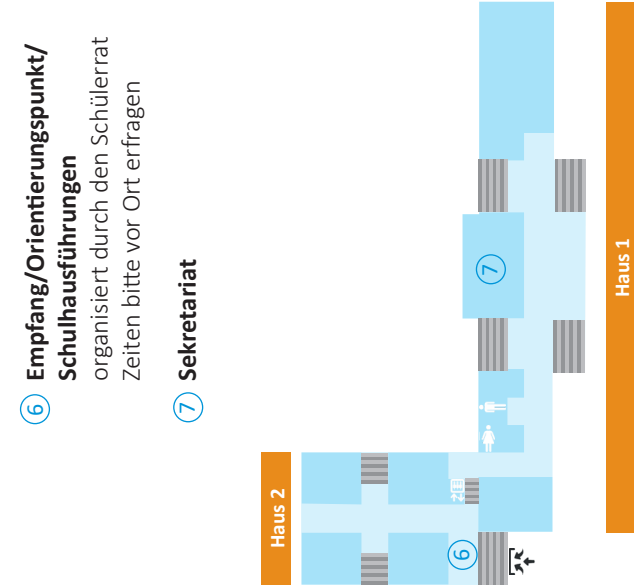 6 Empfang/Orientierungspunkt/
Schulhausführungen
organisiert durch den Schülerrat
Zeiten bitte vor Ort erfragen
7 Sekretariat
Haus 2
6
7
Haus 1